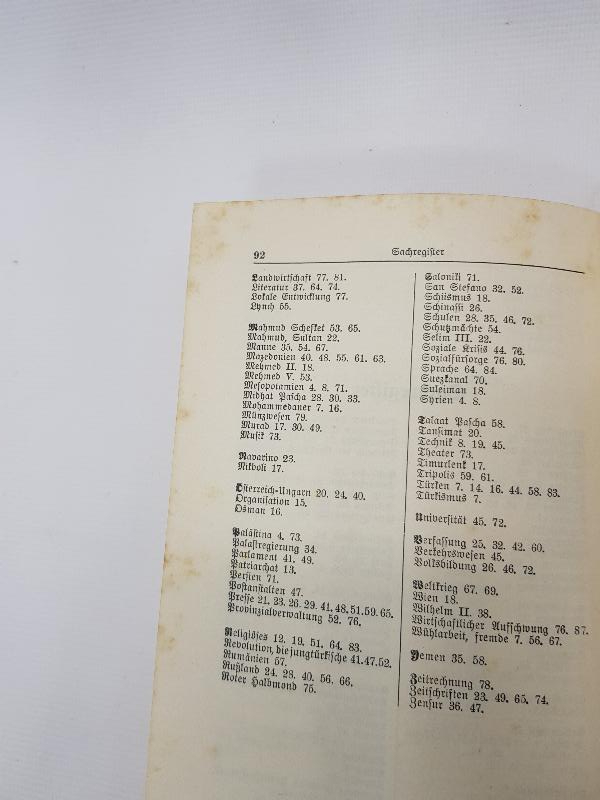 92
Sachregister
Landwirtschaft 77. 81.
Literatur 37. 64. 74.
Lokale Entwicklung 77.
Lynch 55.
Mahmud Schefket 53. 65.
Mahmud, Sultan 22.
Marine 35. 54. 67.
Mazedonien 40. 48. 55. 61. 63.
Mehmed II. 18.
Mehmed V. 53.
Mesopotamien 4. 8. 71.
Midhat Pascha 28. 30. 33.
Mohammedaner 7. 16.
Münzwesen 79.
Murad 17. 30. 49.
Musik 73.
Navarino 23.
Nikboli 17.
Österreich-Ungarn 20. 24. 40.
Organisation 15.
Osman 16.
Palästina 4. 73.
Palastregierung 34.
Parlament 41. 49.
Patriarchat 13.
Persien 71.
Postanstalten 47.
Presse 21. 23. 26. 29. 41. 48. 51. 59. 65.
Provinzialverwaltung 52. 76.
Religiöses 12. 19. 51. 64. 83.
Revolution, die jungtürkische 41. 47. 52.
Rumänien 57.
Rußland 24. 28. 40. 56. 66.
Roter Halbmond 75.
Saloniki 71.
San Stefano 32. 52.
Schiismus 18.
Schinassi 26.
Schulen 28. 35. 46. 72.
Schutzmächte 54.
Selim III. 22.
Soziale Krisis 44. 76.
Sozialfürsorge 76. 80.
Sprache 64. 84.
Suezkanal 70.
Suleiman 18.
Syrien 4. 8.
Talaat Pascha 58.
Tansimat 20.
Technik 8. 19. 45.
Theater 73.
Timurlenk 17.
Tripolis 59. 61.
Türken 7. 14. 16. 44. 58. 83.
Türkismus 7.
Universität 45. 72.
Verfassung 25. 32. 42. 60.
Verkehrswesen 45.
Volksbildung 26. 46. 72.
Weltkrieg 67. 69.
Wien 18.
Wilhelm II. 38.
Wirtschaftlicher Aufschwung 76. 87.
Wühlarbeit, fremde 7. 56. 67.
Yemen 35. 58.
Zeitrechnung 78.
Zeitschriften 23. 49. 65. 74.
Zensur 36. 47.